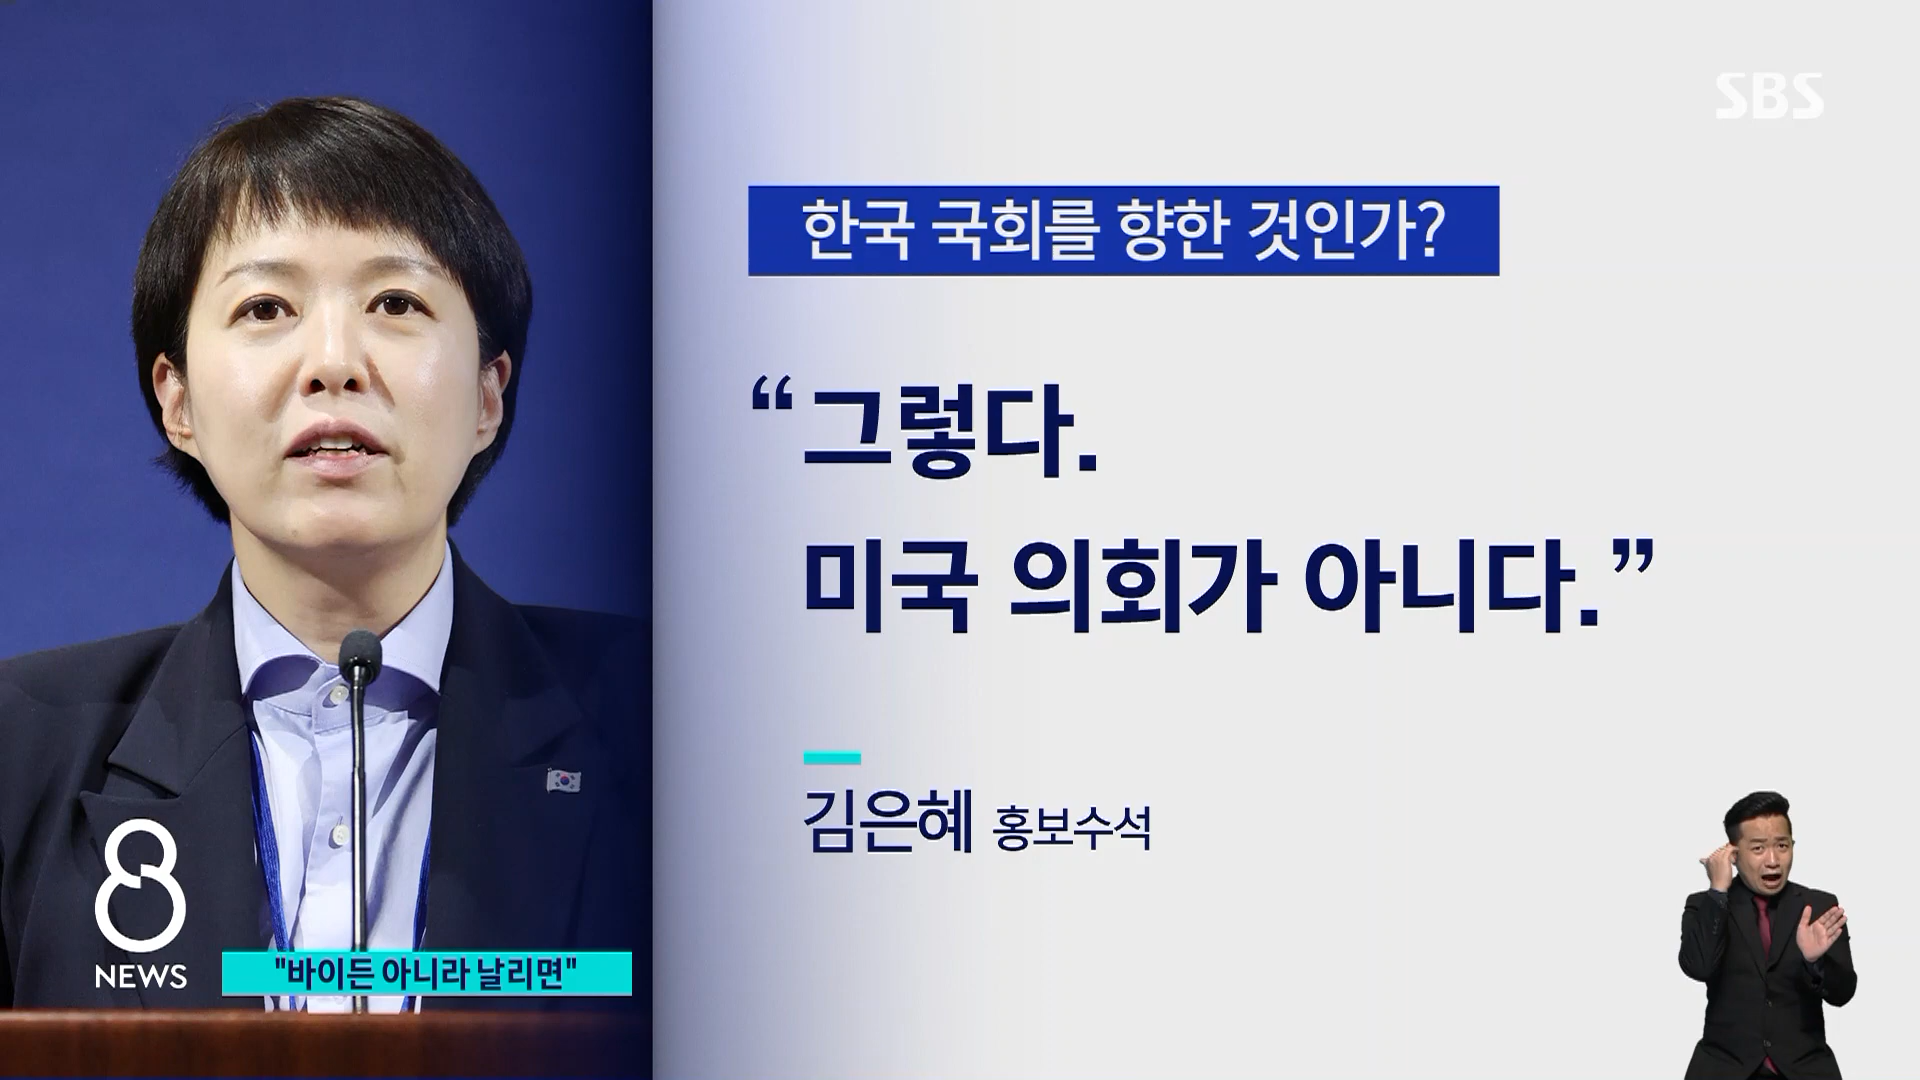 SBS
한국 국회를 향한 것인가?
“그렇다.
미국 의회가 아니다.”
김은혜 홍보수석
8
NEWS
"바이든 아니라 날리면"